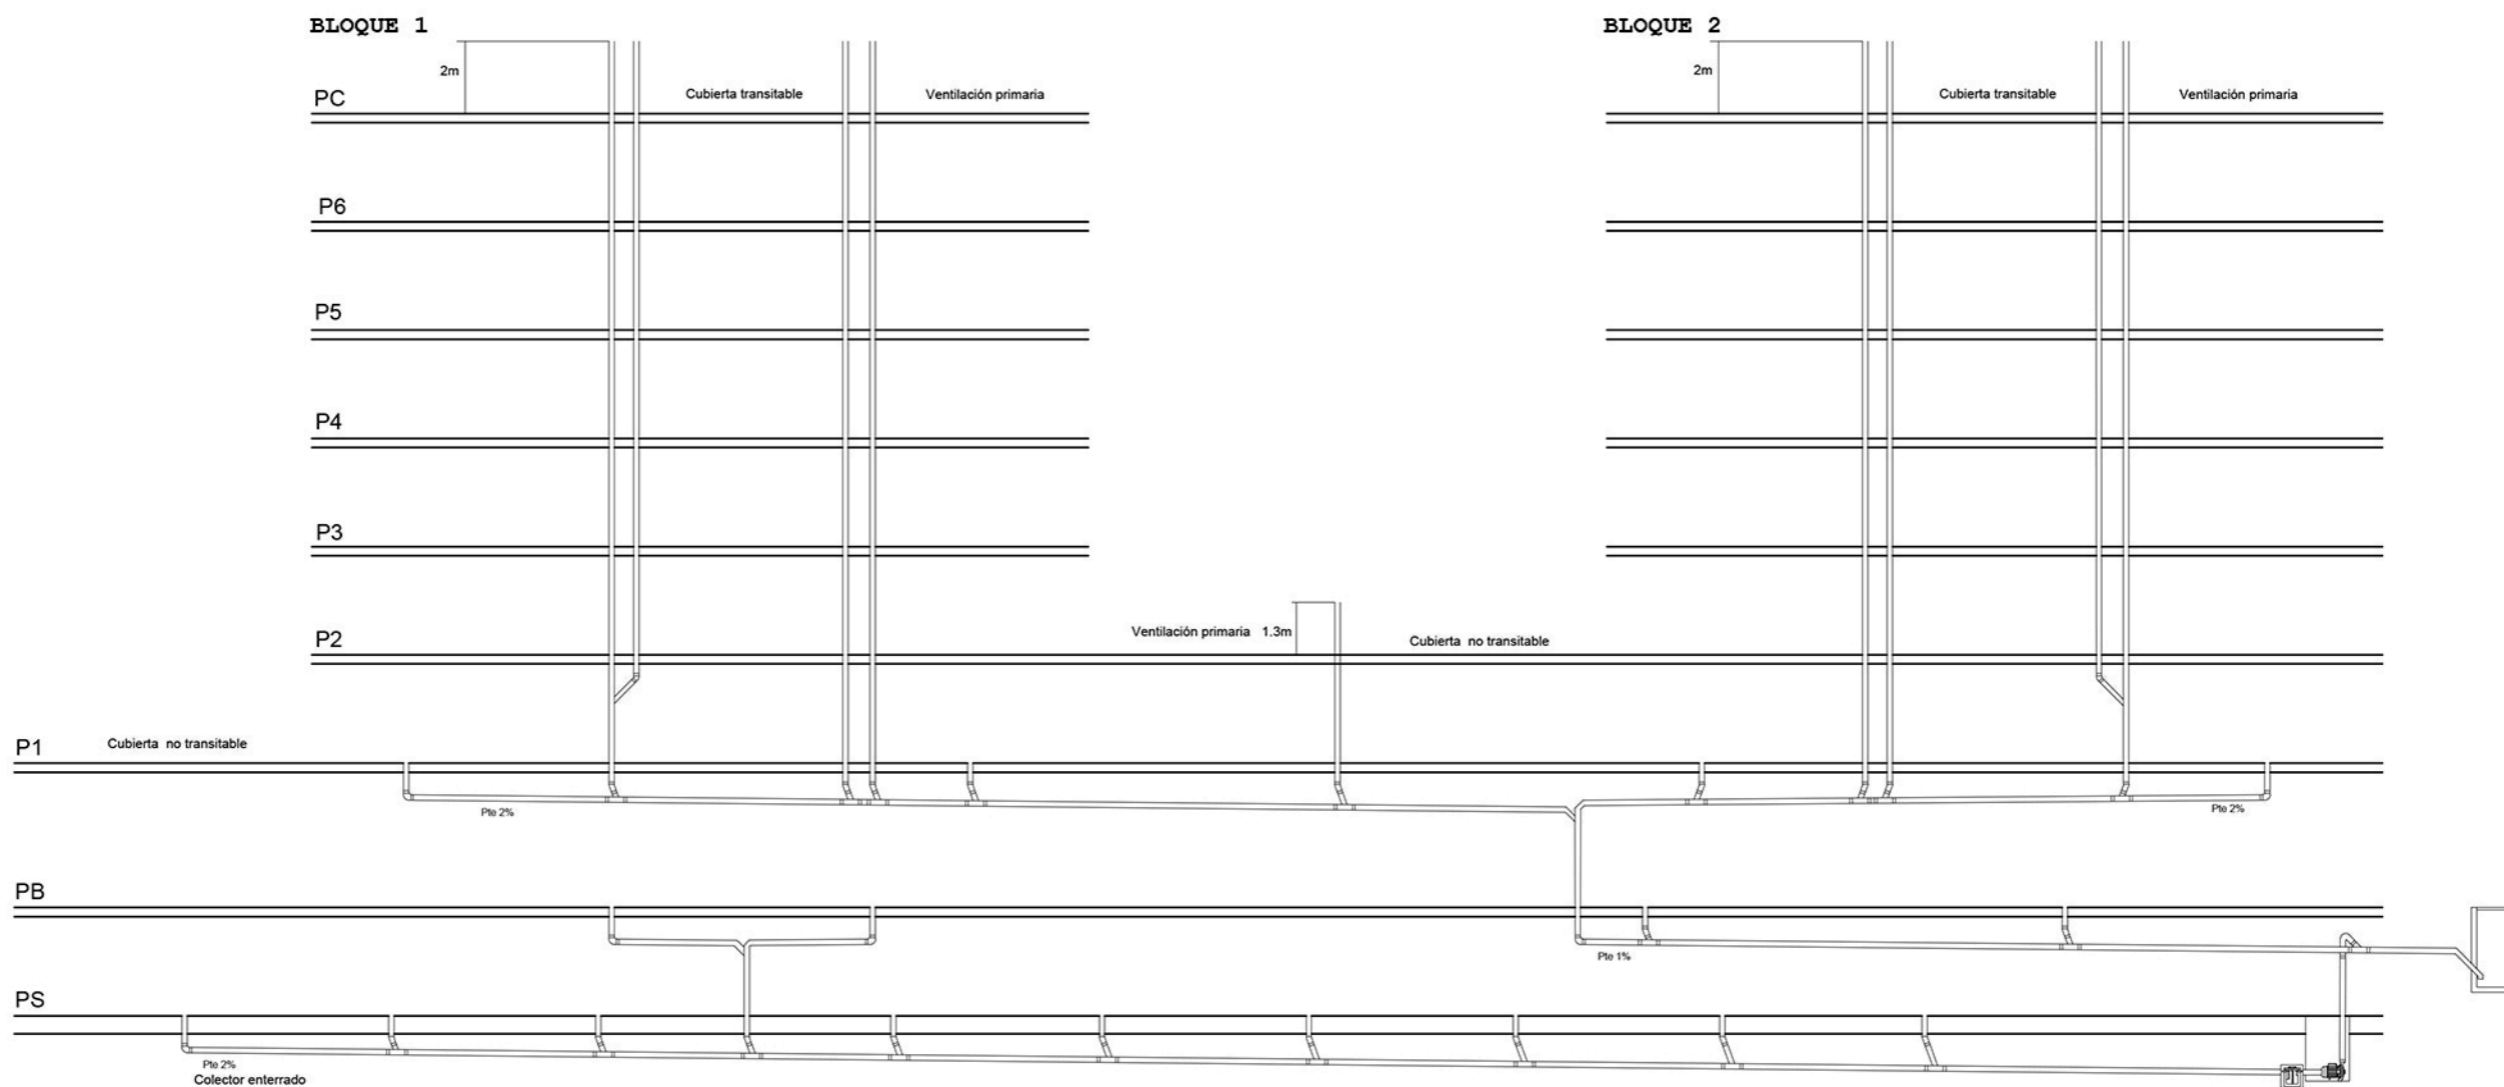 BLOQUE 1
BLOQUE 2
2m
2m
PC
Cubierta transitable
Ventilación primaria
Cubierta transitable
Ventilación primaria
P6
P5
P4
P3
P2
Ventilación primaria 1.3m
Cubierta no transitable
P1
Cubierta no transitable
Pte 2%
Pte 2%
PB
Pte 1%
PS
Pte 2%
Colector enterrado